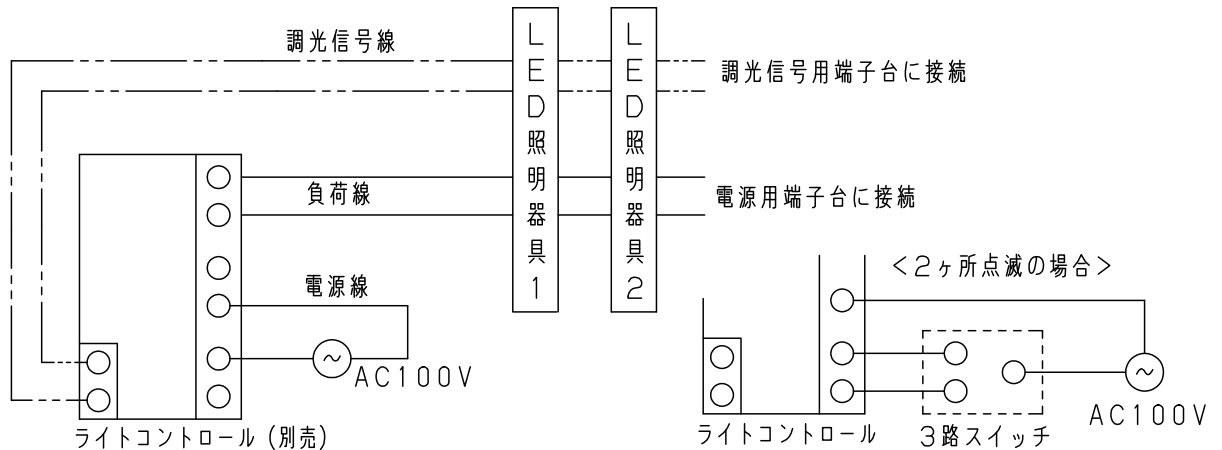 調光信号線
LED照明器具1
LED照明器具2
調光信号用端子台に接続
負荷線
電源用端子台に接続
電源線
AC100V
ライトコントロール(別売)
<2ヶ所点滅の場合>
AC100V
ライトコントロール
3路スイッチ